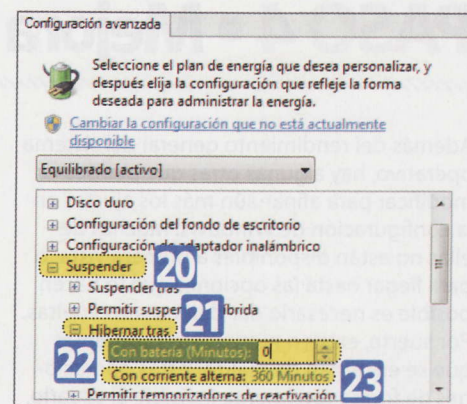 Configuración avanzada
Seleccione el plan de energía que desea personalizar, y
después elija la configuración que refleje la forma
deseada para administrar la energía.
Cambiar la configuración que no está actualmente
disponible
Equilibrado [activo]
Disco duro
Configuración del fondo de escritorio
Configuración de adaptador inalámbrico
Suspender 20
Suspender tras
Permitir suspen 21 íbrida
Hibernar tras
22 Con batería (Minutos): 0
Con corriente alterna: 360 Minutos 23
Permitir temporizadores de reactivación